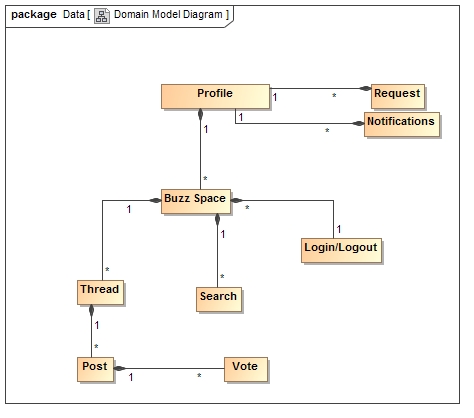 package Data [ Domain Model Diagram ]
Profile
1
*
Request
1
*
Notifications
1
*
Buzz Space
1
*
1
*
1
*
Login/Logout
Thread
Search
1
*
Post
1
*
Vote